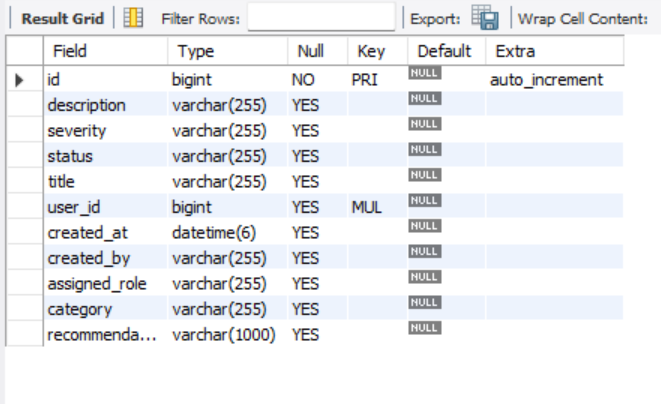 Result Grid Filter Rows: Export: Wrap Cell Content:
Field Type Null Key Default Extra
id bigint NO PRI NULL auto_increment
description varchar(255) YES NULL
severity varchar(255) YES NULL
status varchar(255) YES NULL
title varchar(255) YES NULL
user_id bigint YES MUL NULL
created_at datetime(6) YES NULL
created_by varchar(255) YES NULL
assigned_role varchar(255) YES NULL
category varchar(255) YES NULL
recommenda... varchar(1000) YES NULL